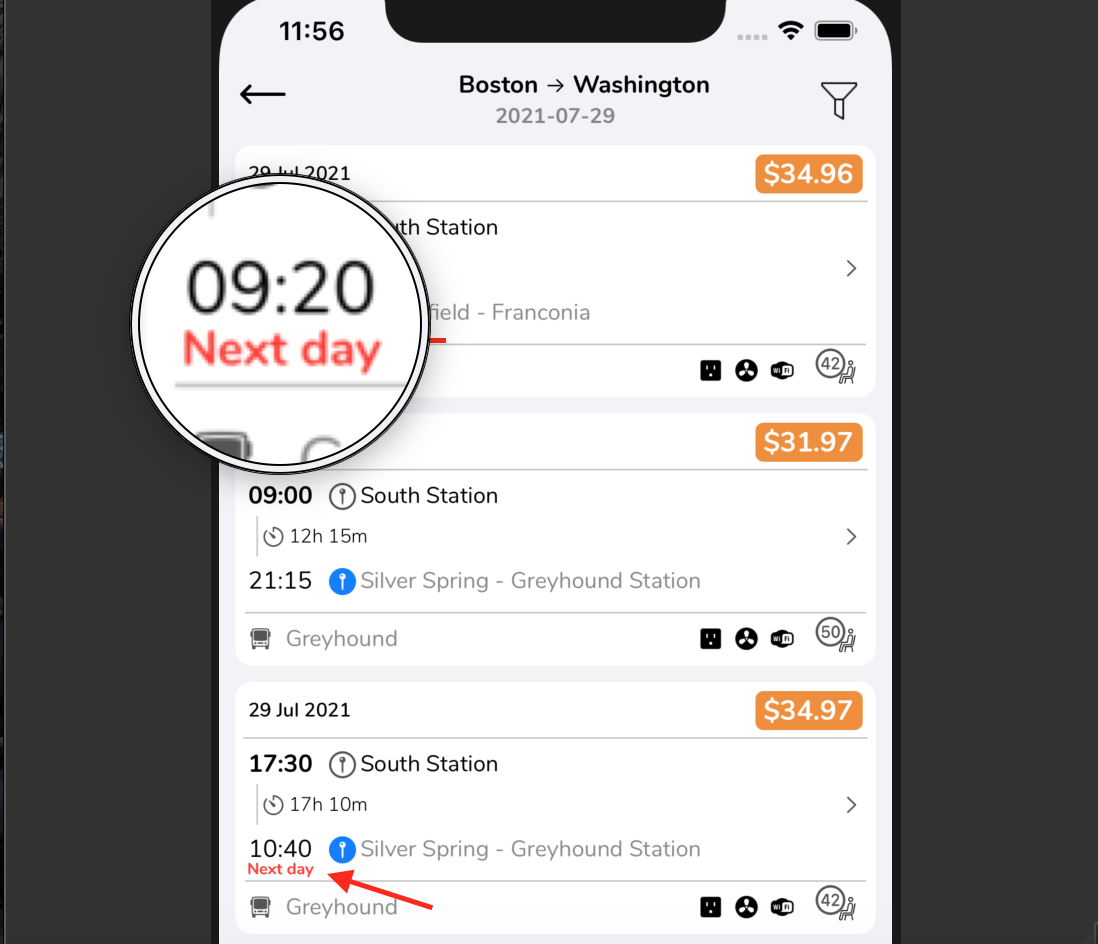 11:56
Boston → Washington
2021-07-29
29 Jul 2021
$34.96
South Station
field - Franconia
09:20
Next day
42
$31.97
09:00 South Station
12h 15m
21:15 Silver Spring - Greyhound Station
Greyhound WiFi 50
29 Jul 2021 $34.97
17:30 South Station
17h 10m
10:40 Silver Spring - Greyhound Station
Next day
Greyhound WiFi 42